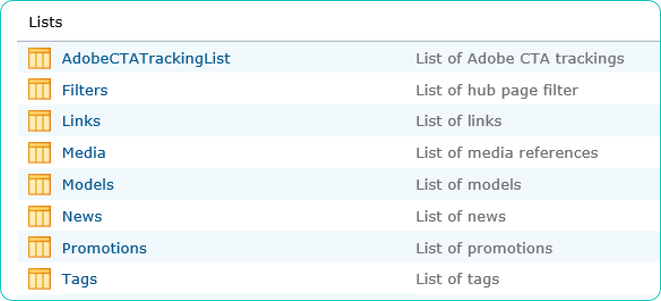 Lists
AdobeCTATrackingList List of Adobe CTA trackings
Filters List of hub page filter
Links List of links
Media List of media references
Models List of models
News List of news
Promotions List of promotions
Tags List of tags